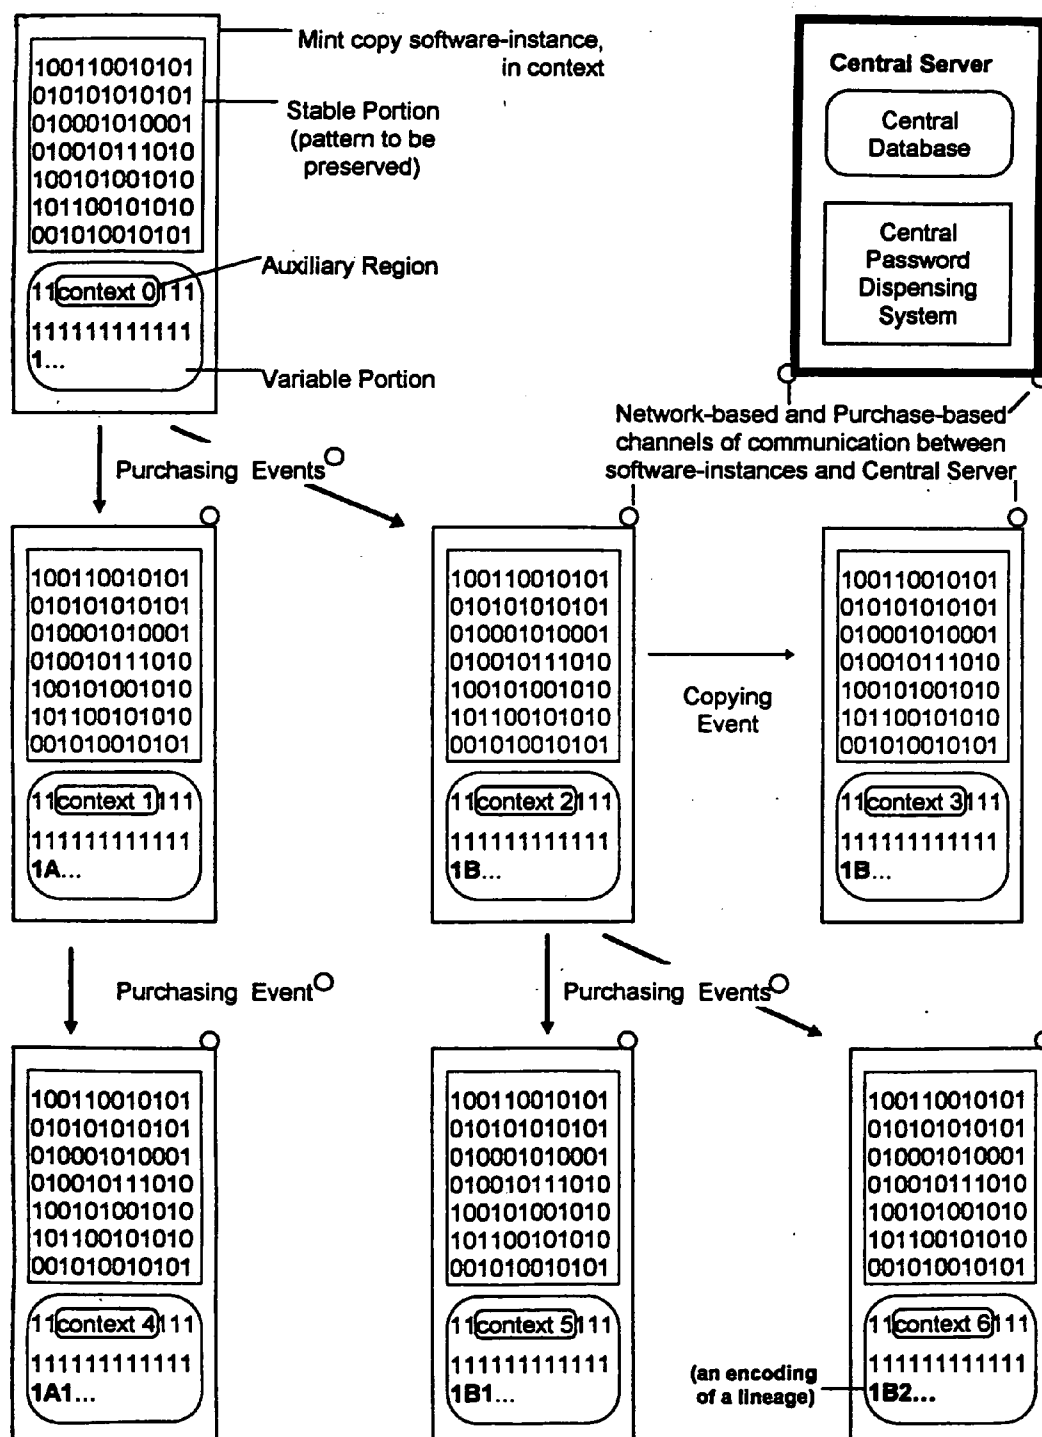 Mint copy software-instance,
in context
100110010101
010101010101
010001010001
010010111010
100101001010
101100101010
001010010101
Stable Portion
(pattern to be
preserved)
Auxiliary Region
11context 0111
111111111111
1...
Variable Portion
Central Server
Central
Database
Central
Password
Dispensing
System
Network-based and Purchase-based
channels of communication between
software-instances and Central Server
Purchasing Events
100110010101
010101010101
010001010001
010010111010
100101001010
101100101010
001010010101
11context 1111
111111111111
1A...
100110010101
010101010101
010001010001
010010111010
100101001010
101100101010
001010010101
11context 2111
111111111111
1B...
Copying
Event
100110010101
010101010101
010001010001
010010111010
100101001010
101100101010
001010010101
11context 3111
111111111111
1B...
Purchasing Event
Purchasing Events
100110010101
010101010101
010001010001
010010111010
100101001010
101100101010
001010010101
11context 4111
111111111111
1A1...
100110010101
010101010101
010001010001
010010111010
100101001010
101100101010
001010010101
11context 5111
111111111111
1B1...
100110010101
010101010101
010001010001
010010111010
100101001010
101100101010
001010010101
11context 6111
111111111111
1B2...
(an encoding
of a lineage)